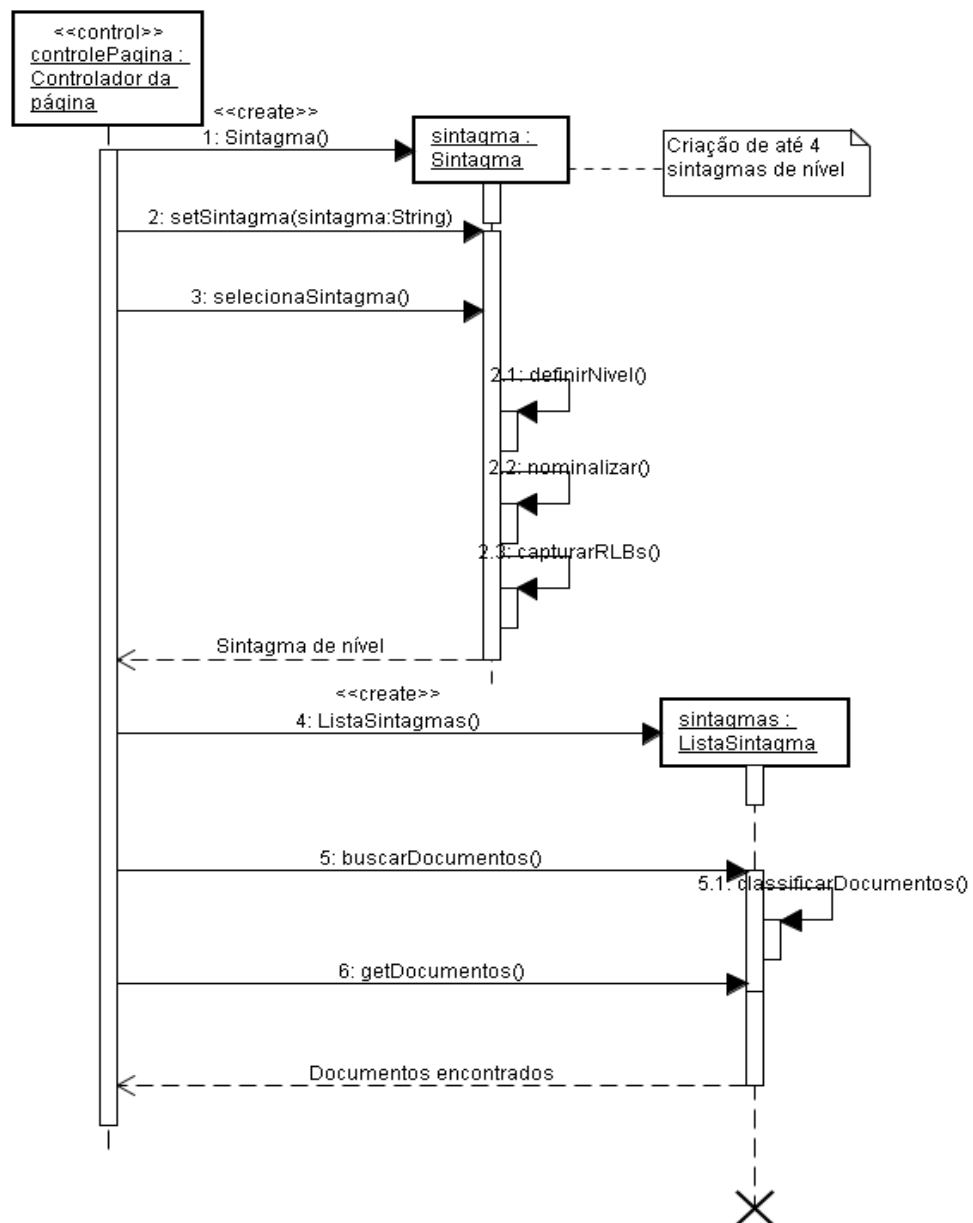 <<control>>
controlePagina :
Controlador da
página
<<create>>
1: Sintagma()
sintagma :
Sintagma
Criação de até 4
sintagmas de nível
2: setSintagma(sintagma:String)
3: selecionaSintagma()
2.1: definirNivel()
2.2: nominalizar()
2.3: capturarRLBs()
Sintagma de nível
<<create>>
4: ListaSintagmas()
sintagmas :
ListaSintagma
5: buscarDocumentos()
5.1: classificarDocumentos()
6: getDocumentos()
Documentos encontrados